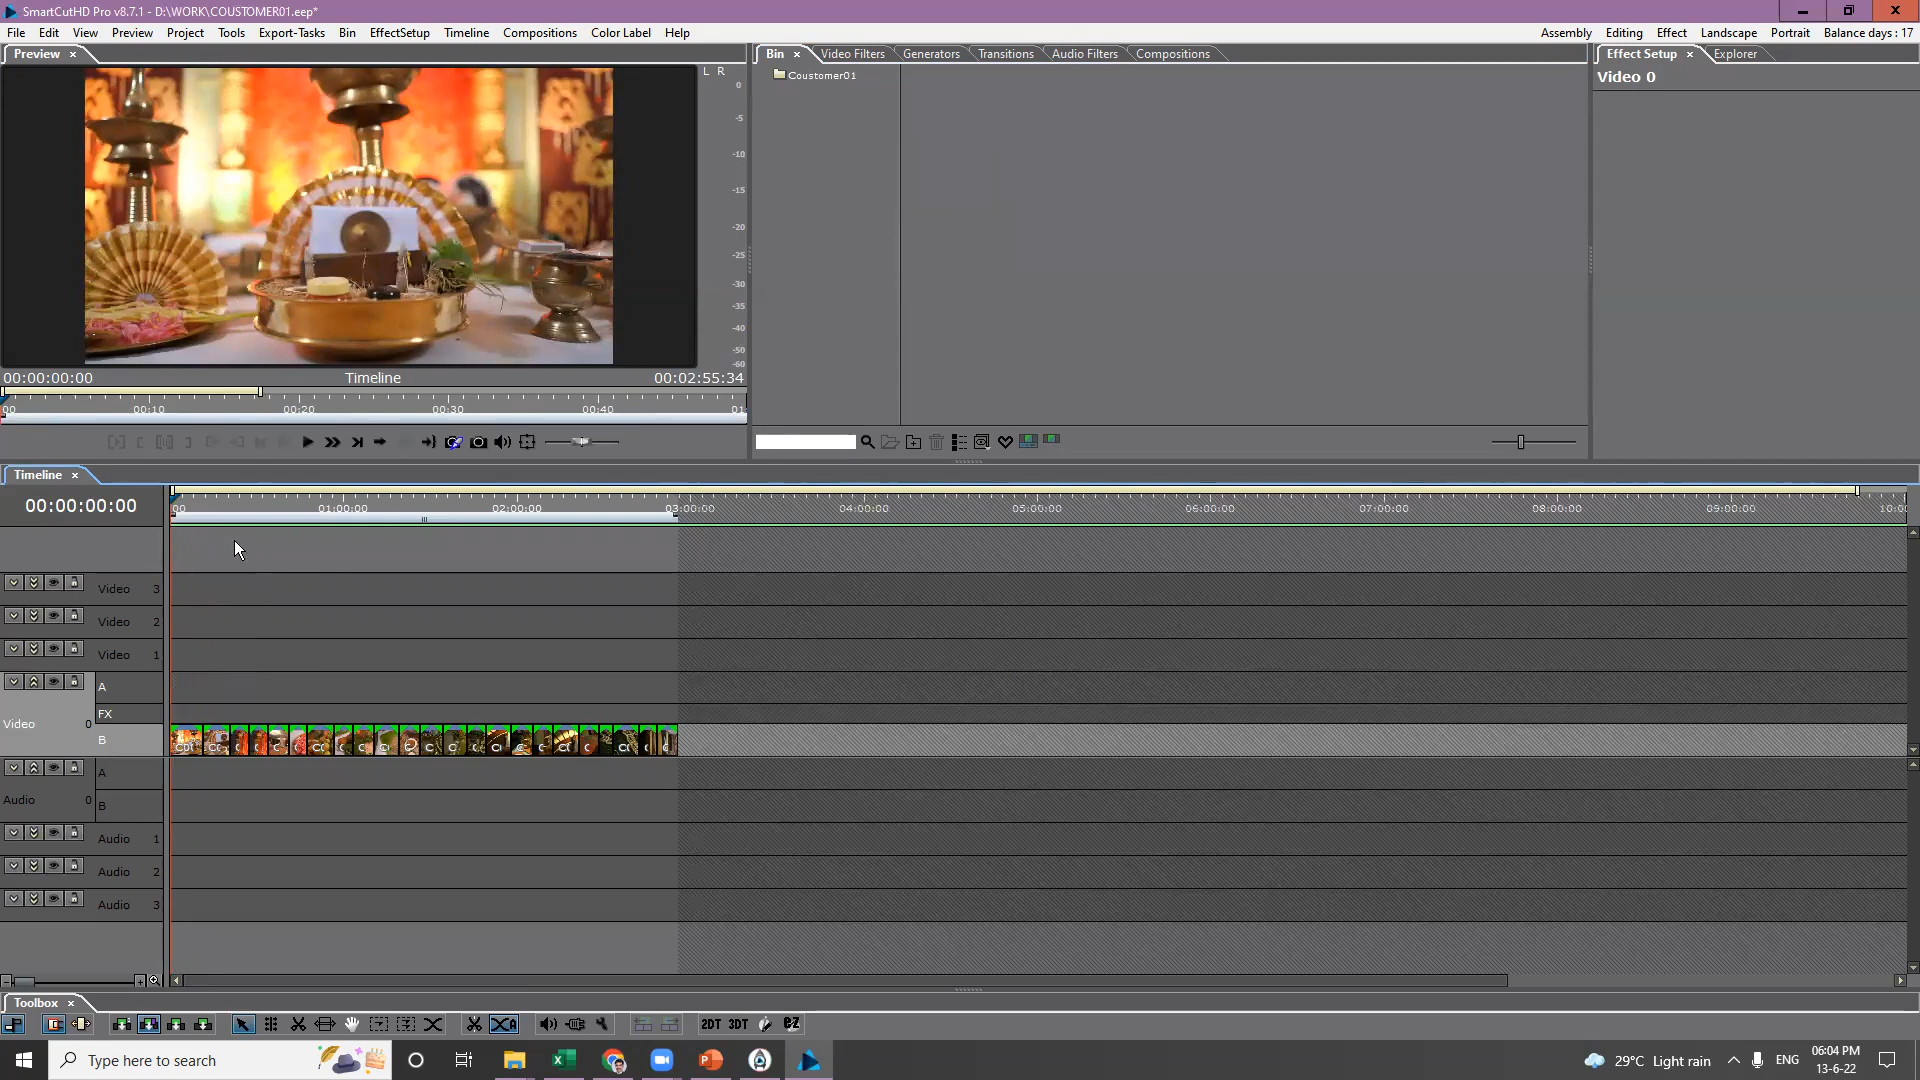 SmartCutHD Pro v8.7.1 - D:\WORK\COUSTOMER01.eep*
File Edit View Preview Project Tools Export-Tasks Bin EffectSetup Timeline Compositions Color Label Help
Assembly Editing Effect Landscape Portrait Balance days : 17
Preview
Bin Video Filters Generators Transitions Audio Filters Compositions
Effect Setup Explorer
L R
Coustomer01
Video 0
0
-5
-10
-15
-20
-25
-30
-35
-40
-50
-60
00:00:00:00 Timeline 00:02:55:34
00 00:10 00:20 00:30 00:40 01:
Timeline
00:00:00:00
00 01:00:00 02:00:00 03:00:00 04:00:00 05:00:00 06:00:00 07:00:00 08:00:00 09:00:00 10:00
Video 3
Video 2
Video 1
A
FX
Video 0
B
A
Audio 0
B
Audio 1
Audio 2
Audio 3
Toolbox
2DT 3DT eZ
Type here to search
29°C Light rain
ENG
06:04 PM
13-6-22